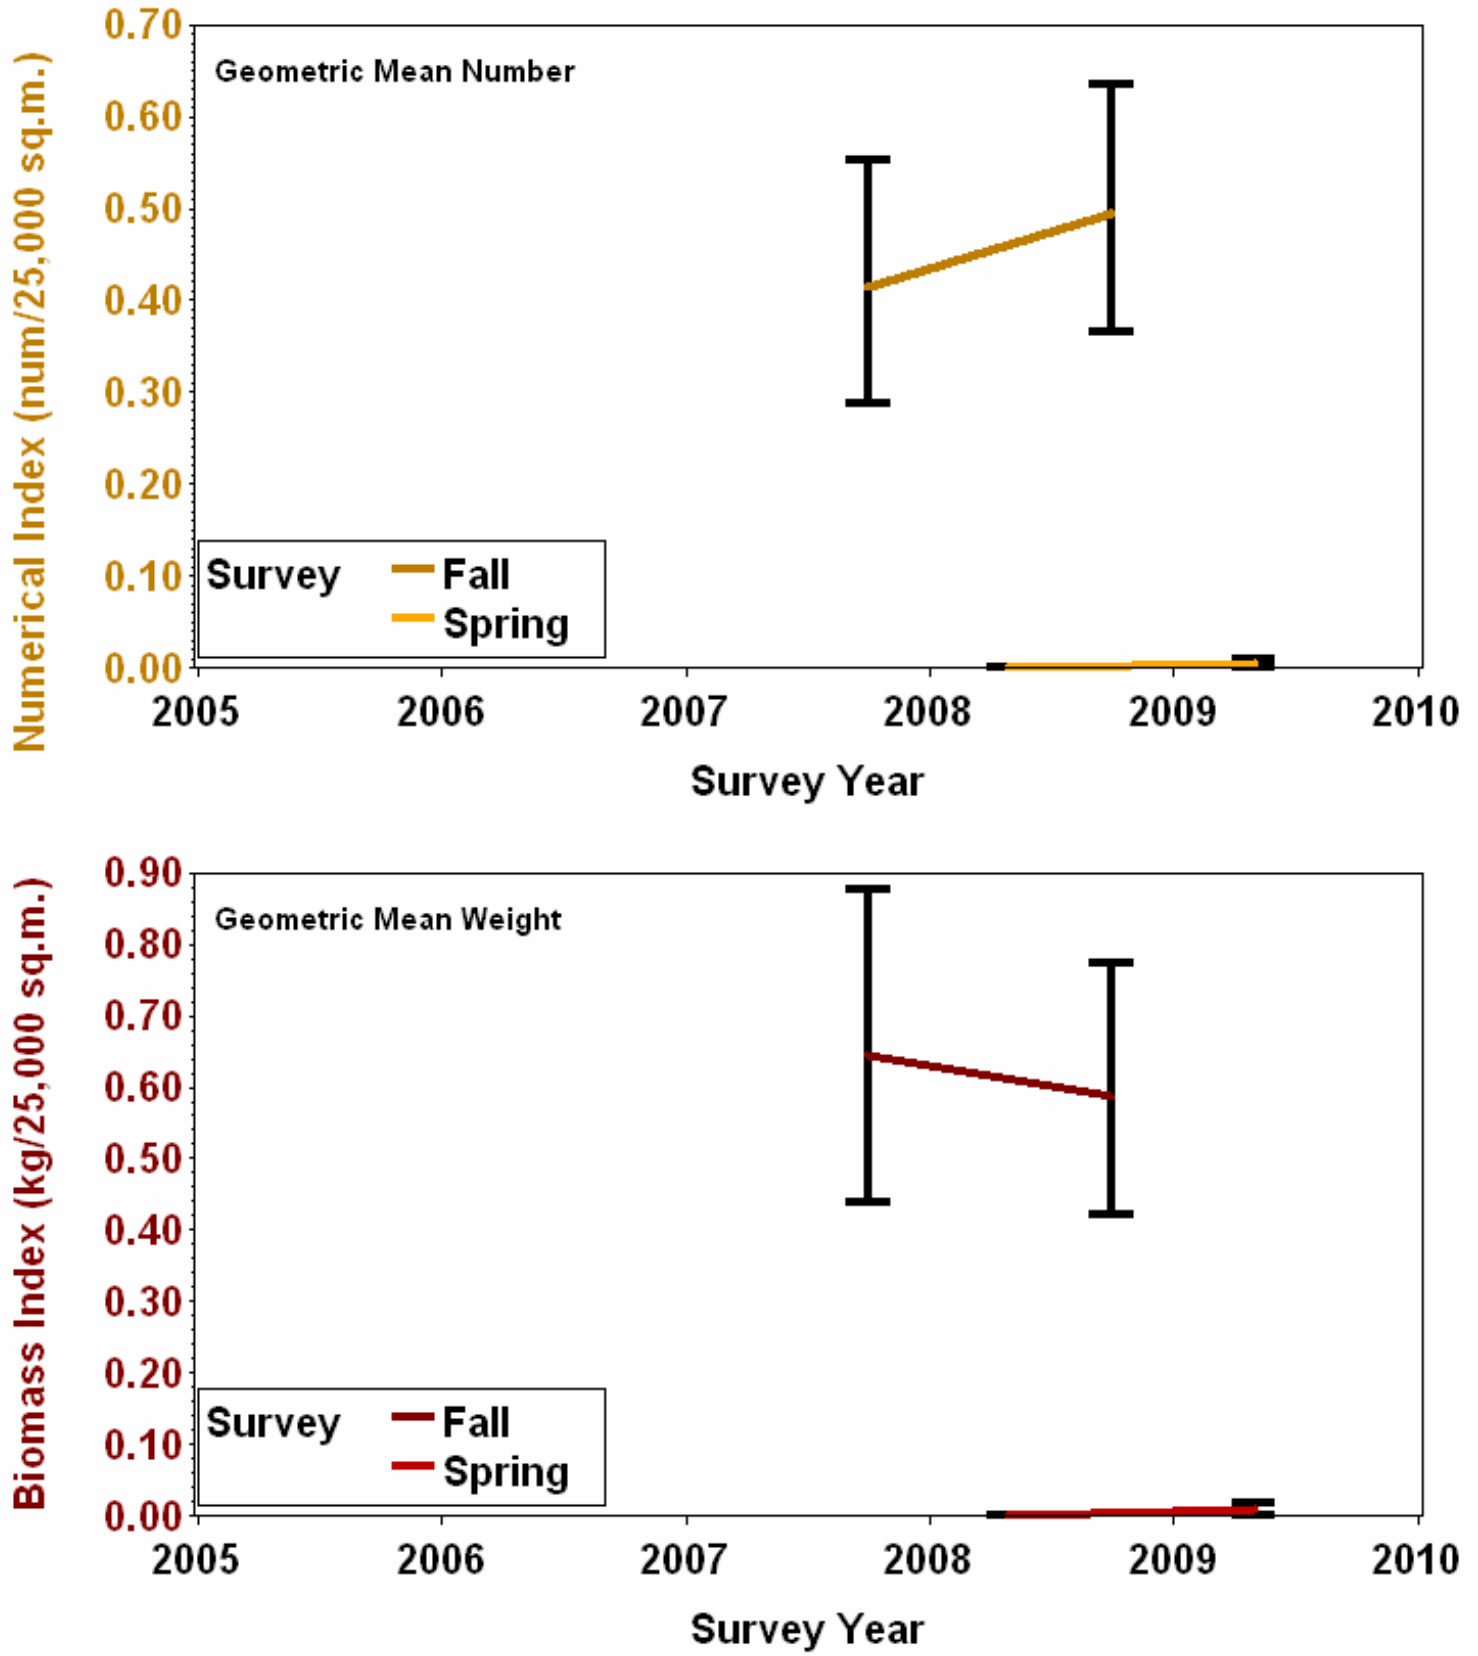 Numerical Index (num/25,000 sq.m.)
0.70
0.60
0.50
0.40
0.30
0.20
0.10
0.00
Geometric Mean Number
Survey
Fall
Spring
2005 2006 2007 2008 2009 2010
Survey Year
Biomass Index (kg/25,000 sq.m.)
0.90
0.80
0.70
0.60
0.50
0.40
0.30
0.20
0.10
0.00
Geometric Mean Weight
Survey
Fall
Spring
2005 2006 2007 2008 2009 2010
Survey Year